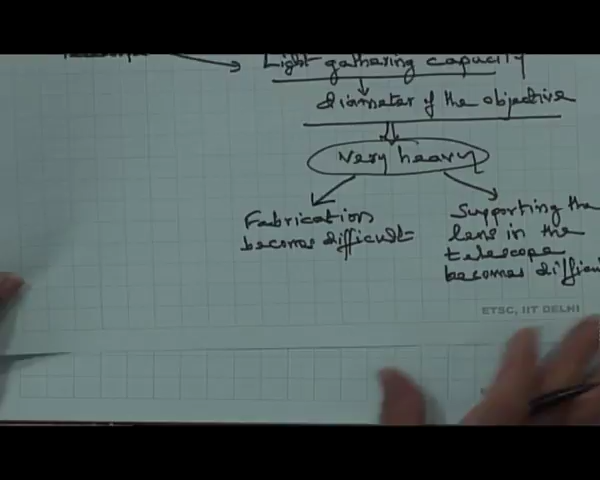 Light gathering capacity
diameter of the objective
very heavy
Fabrication
becomes difficult
Supporting the
lens in the
telescope
becomes
ETSC, IIT DELHI